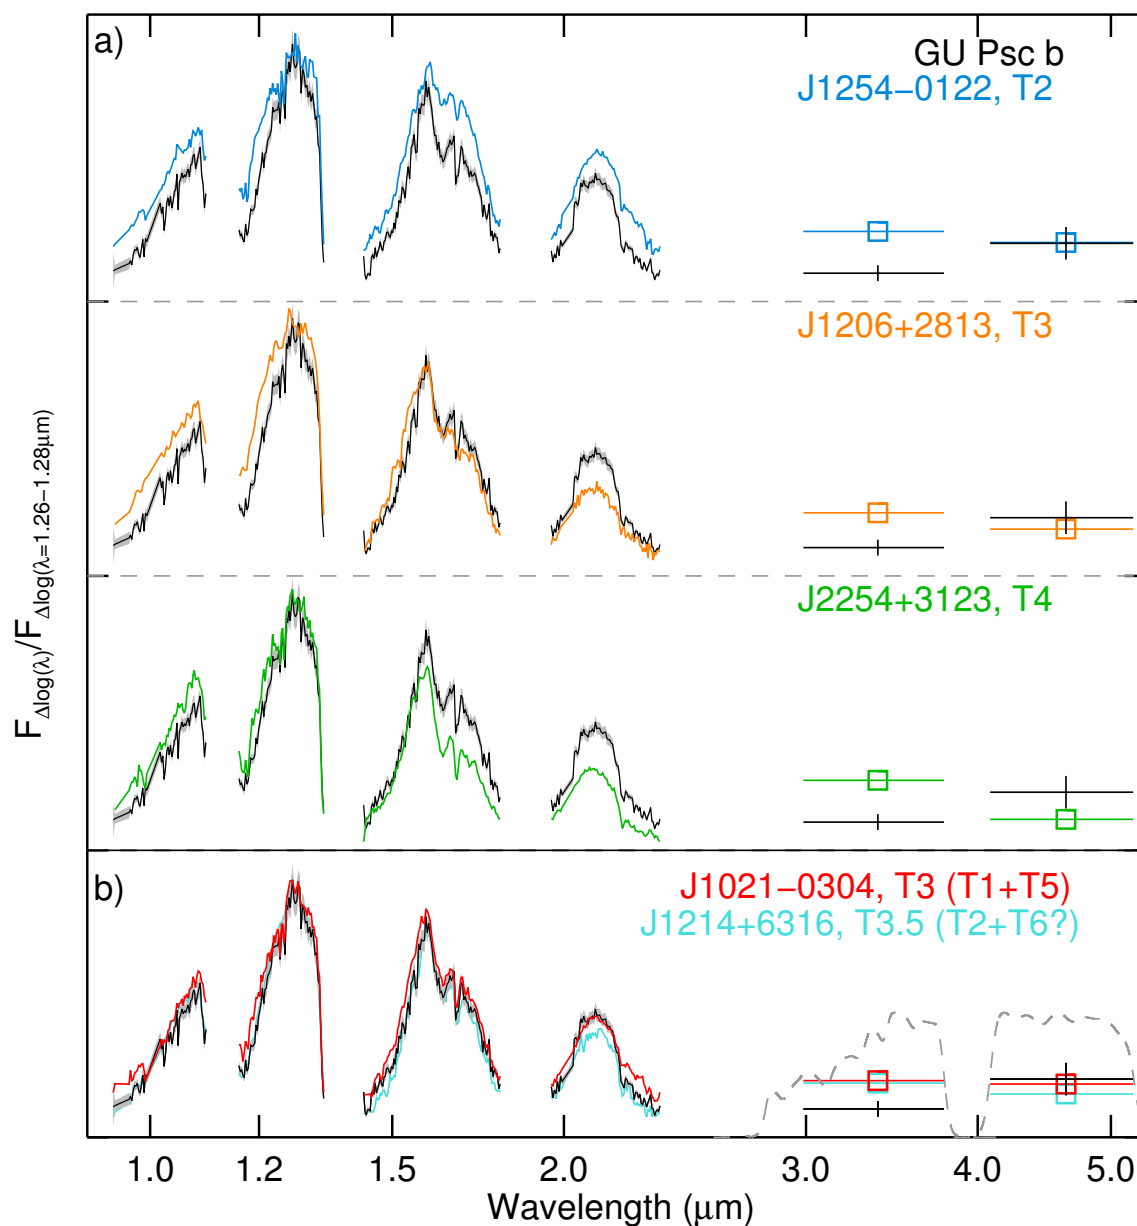 a)
GU Psc b
J1254−0122, T2
J1206+2813, T3
J2254+3123, T4
F Δlog(λ)/F Δlog(λ=1.26−1.28μm)
b)
J1021−0304, T3 (T1+T5)
J1214+6316, T3.5 (T2+T6?)
1.0 1.2 1.5 2.0 3.0 4.0 5.0
Wavelength (μm)